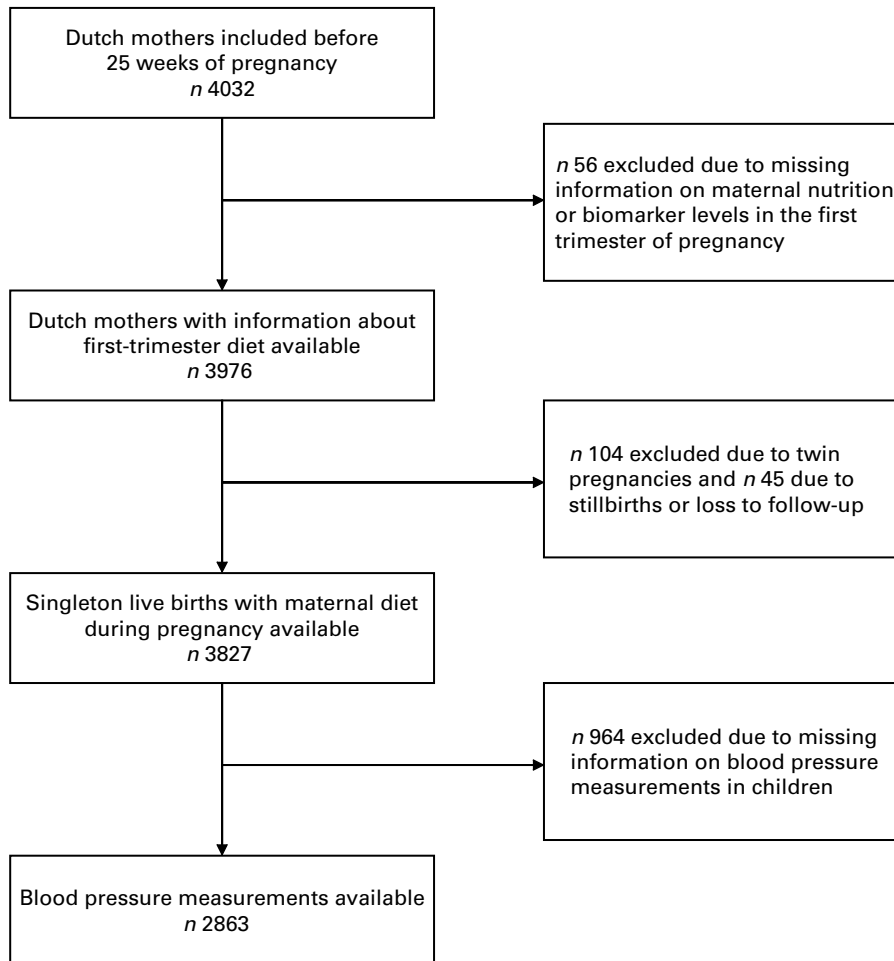 Dutch mothers included before
25 weeks of pregnancy
n 4032
n 56 excluded due to missing
information on maternal nutrition
or biomarker levels in the first
trimester of pregnancy
Dutch mothers with information about
first-trimester diet available
n 3976
n 104 excluded due to twin
pregnancies and n 45 due to
stillbirths or loss to follow-up
Singleton live births with maternal diet
during pregnancy available
n 3827
n 964 excluded due to missing
information on blood pressure
measurements in children
Blood pressure measurements available
n 2863